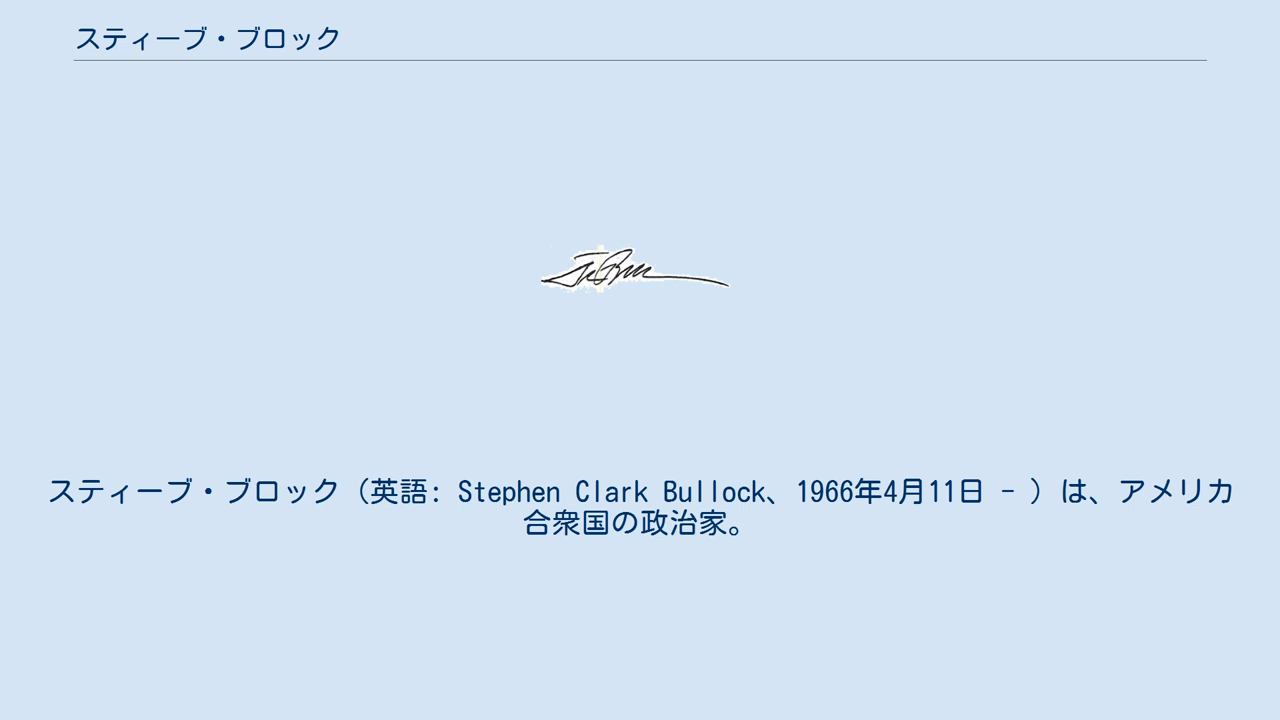 スティーブ・ブロック
スティーブ・ブロック（英語: Stephen Clark Bullock、1966年4月11日 - ）は、アメリカ
合衆国の政治家。